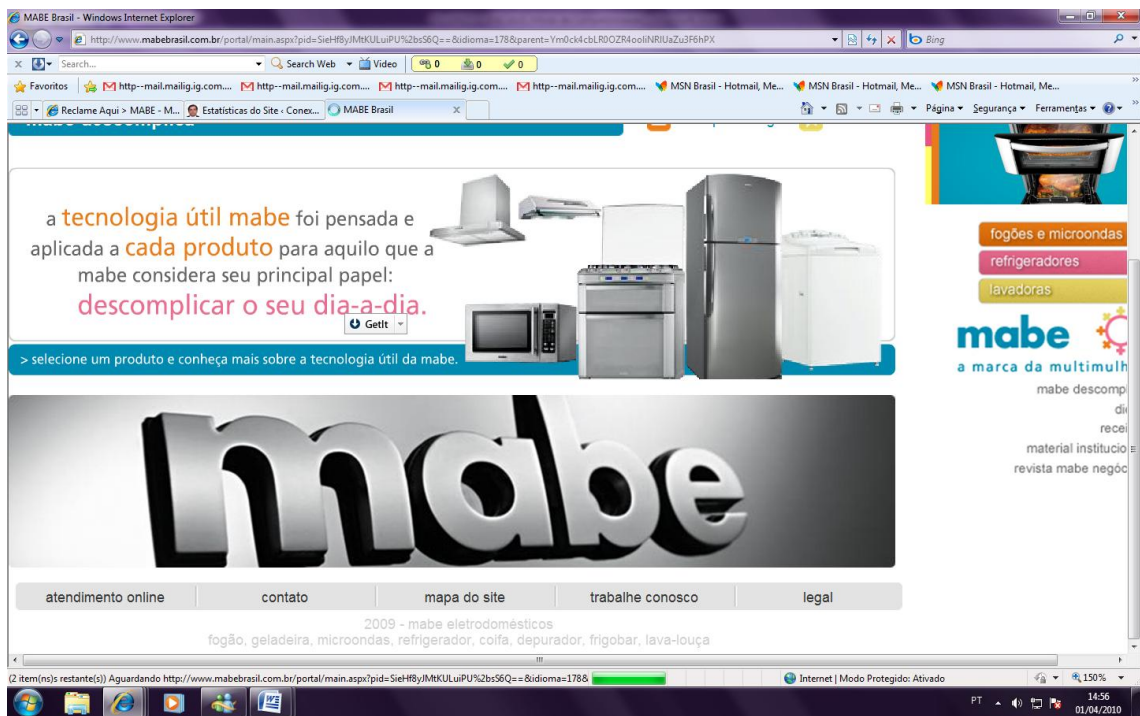 MABE Brasil - Windows Internet Explorer
http://www.mabebrasil.com.br/portal/main.aspx?pid=SieHf8yJMtKULuiPU%2bsS6Q==&idioma=178&parent=Ym0ck4cbLR0OZR4ooliNRIUaZu3F6hPX
Bing
Search...
Search Web
Video
0
0
0
Favoritos
http--mail.mailig.ig.com....
http--mail.mailig.ig.com....
http--mail.mailig.ig.com....
http--mail.mailig.ig.com....
MSN Brasil - Hotmail, Me...
MSN Brasil - Hotmail, Me...
MSN Brasil - Hotmail, Me...
Reclame Aqui > MABE - M...
Estatísticas do Site ‹ Conex...
MABE Brasil
Página
Segurança
Ferramentas
a tecnologia útil mabe foi pensada e
aplicada a cada produto para aquilo que a
mabe considera seu principal papel:
descomplicar o seu dia-a-dia.
GetIt
> selecione um produto e conheça mais sobre a tecnologia útil da mabe.
fogões e microondas
refrigeradores
lavadoras
mabe
a marca da multimulh
mabe descomp
di
recei
material institucio
revista mabe negóc
mabe
atendimento online
contato
mapa do site
trabalhe conosco
legal
2009 - mabe eletrodomésticos
fogão, geladeira, microondas, refrigerador, coifa, depurador, frigobar, lava-louça
(2 item(ns)s restante(s)) Aguardando http://www.mabebrasil.com.br/portal/main.aspx?pid=SieHf8yJMtKULuiPU%2bsS6Q==&idioma=178&
Internet | Modo Protegido: Ativado
150%
PT
14:56
01/04/2010